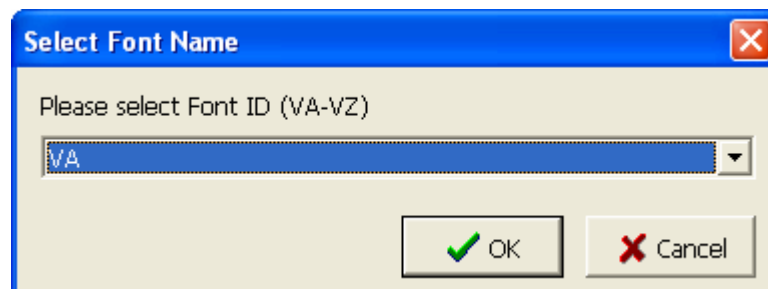 Select Font Name
Please select Font ID (VA-VZ)
VA
OK
Cancel